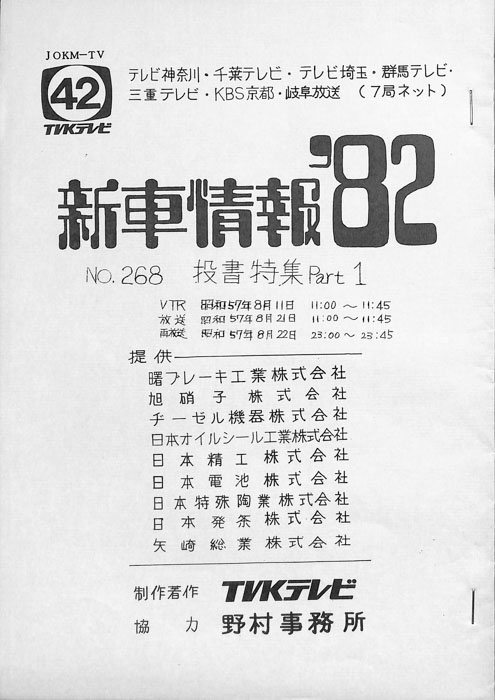 JOKM-TV
42
TVKテレビ
テレビ神奈川・千葉テレビ・テレビ埼玉・群馬テレビ・
三重テレビ・KBS京都・岐阜放送 (7局ネット)
新車情報'82
NO.268 投書特集Part 1
VTR 昭和57年8月11日 11:00～11:45
放送 昭和57年8月21日 11:00～11:45
再放送 昭和57年8月22日 23:00～23:45
提供
曙ブレーキ工業株式会社
旭硝子株式会社
ヂーゼル機器株式会社
日本オイルシール工業株式会社
日本精工株式会社
日本電池株式会社
日本特殊陶業株式会社
日本発条株式会社
矢崎総業株式会社
制作著作 TVKテレビ
協力 野村事務所